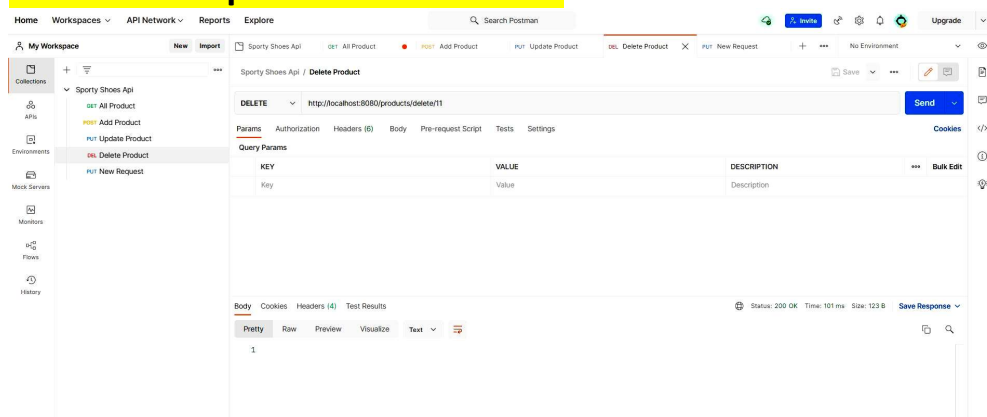 Home Workspaces API Network Reports Explore Search Postman Invite Upgrade
My Workspace New Import Sporty Shoes Api GET All Product POST Add Product PUT Update Product DEL Delete Product PUT New Request No Environment
Collections
APIs
Environments
Mock Servers
Monitors
Flows
History
Sporty Shoes Api
GET All Product
POST Add Product
PUT Update Product
DEL Delete Product
PUT New Request
Sporty Shoes Api / Delete Product Save
DELETE http://localhost:8080/products/delete/11 Send
Params Authorization Headers (6) Body Pre-request Script Tests Settings Cookies
Query Params
KEY VALUE DESCRIPTION Bulk Edit
Key Value Description
Body Cookies Headers (4) Test Results Status: 200 OK Time: 101 ms Size: 123 B Save Response
Pretty Raw Preview Visualize Text
1